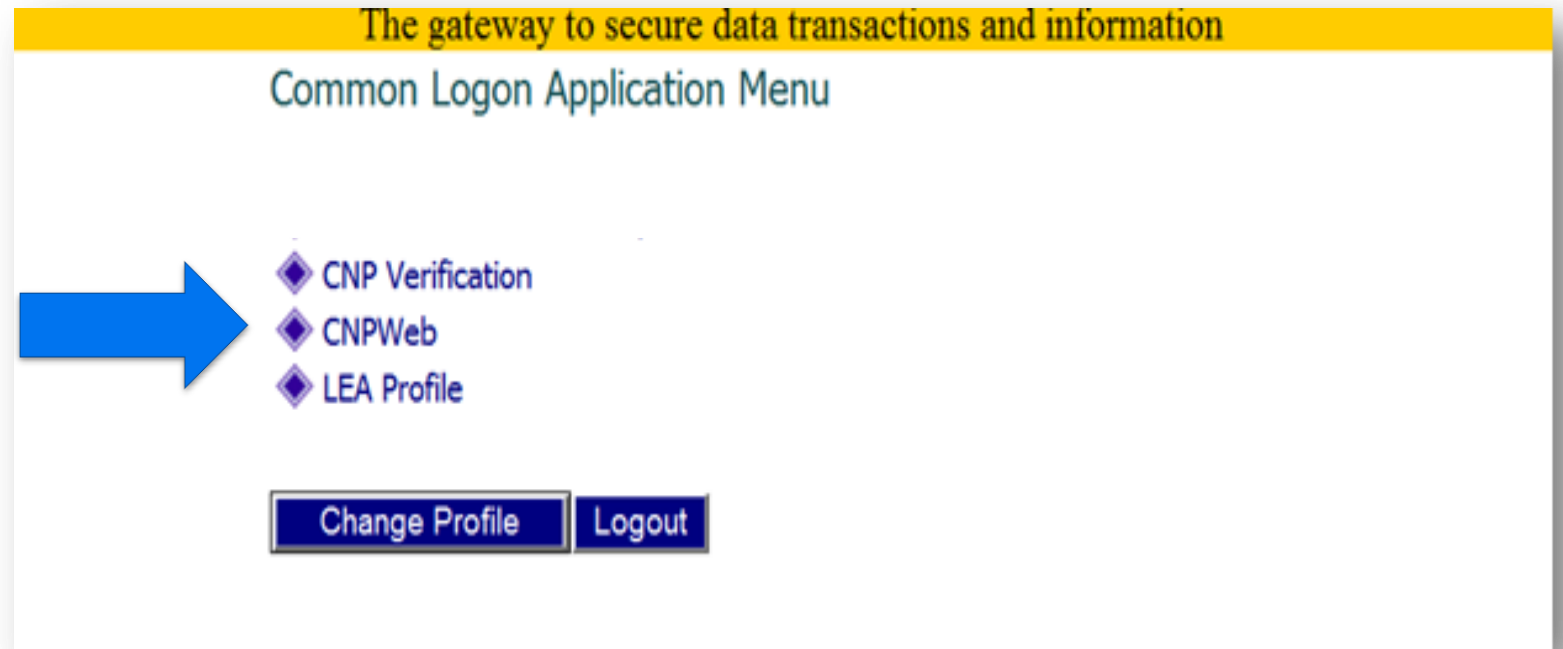 The gateway to secure data transactions and information
Common Logon Application Menu
CNP Verification
CNPWeb
LEA Profile
Change Profile Logout